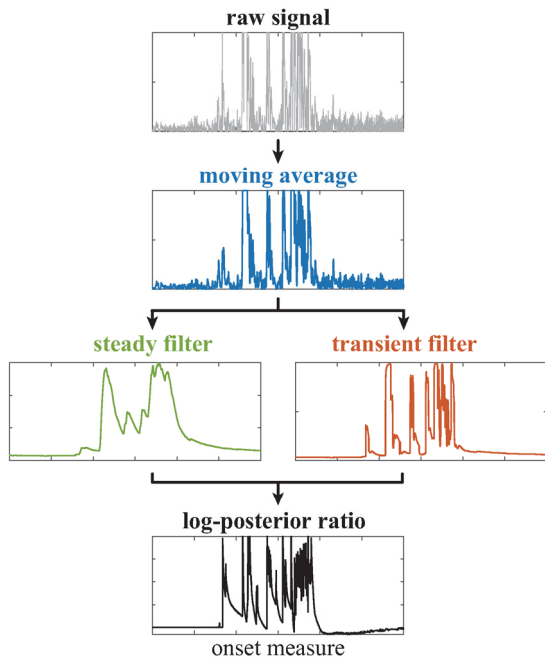 raw signal
moving average
steady filter
transient filter
log-posterior ratio
onset measure